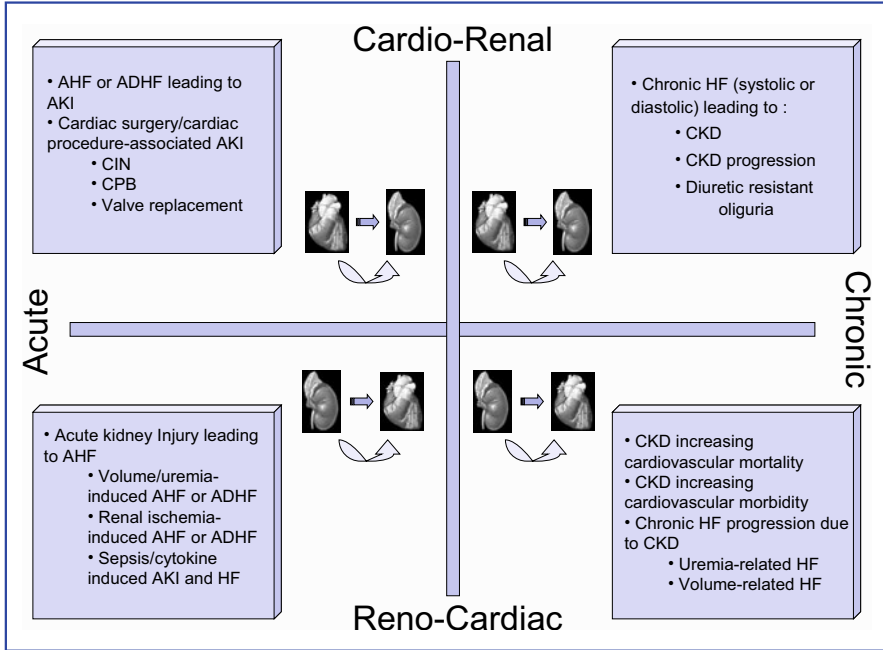 Cardio-Renal
• AHF or ADHF leading to
AKI
• Cardiac surgery/cardiac
procedure-associated AKI
• CIN
• CPB
• Valve replacement
• Chronic HF (systolic or
diastolic) leading to :
• CKD
• CKD progression
• Diuretic resistant
oliguria
Acute
Chronic
• Acute kidney Injury leading
to AHF
• Volume/uremia-
induced AHF or ADHF
• Renal ischemia-
induced AHF or ADHF
• Sepsis/cytokine
induced AKI and HF
• CKD increasing
cardiovascular mortality
• CKD increasing
cardiovascular morbidity
• Chronic HF progression due
to CKD
• Uremia-related HF
• Volume-related HF
Reno-Cardiac